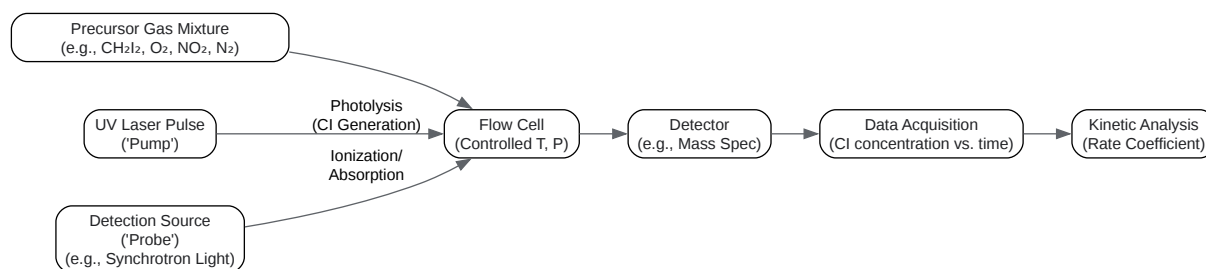 Precursor Gas Mixture
(e.g., CH₂I₂, O₂, NO₂, N₂)
UV Laser Pulse
('Pump')
Photolysis
(CI Generation)
Ionization/
Absorption
Detection Source
('Probe')
(e.g., Synchrotron Light)
Flow Cell
(Controlled T, P)
Detector
(e.g., Mass Spec)
Data Acquisition
(CI concentration vs. time)
Kinetic Analysis
(Rate Coefficient)